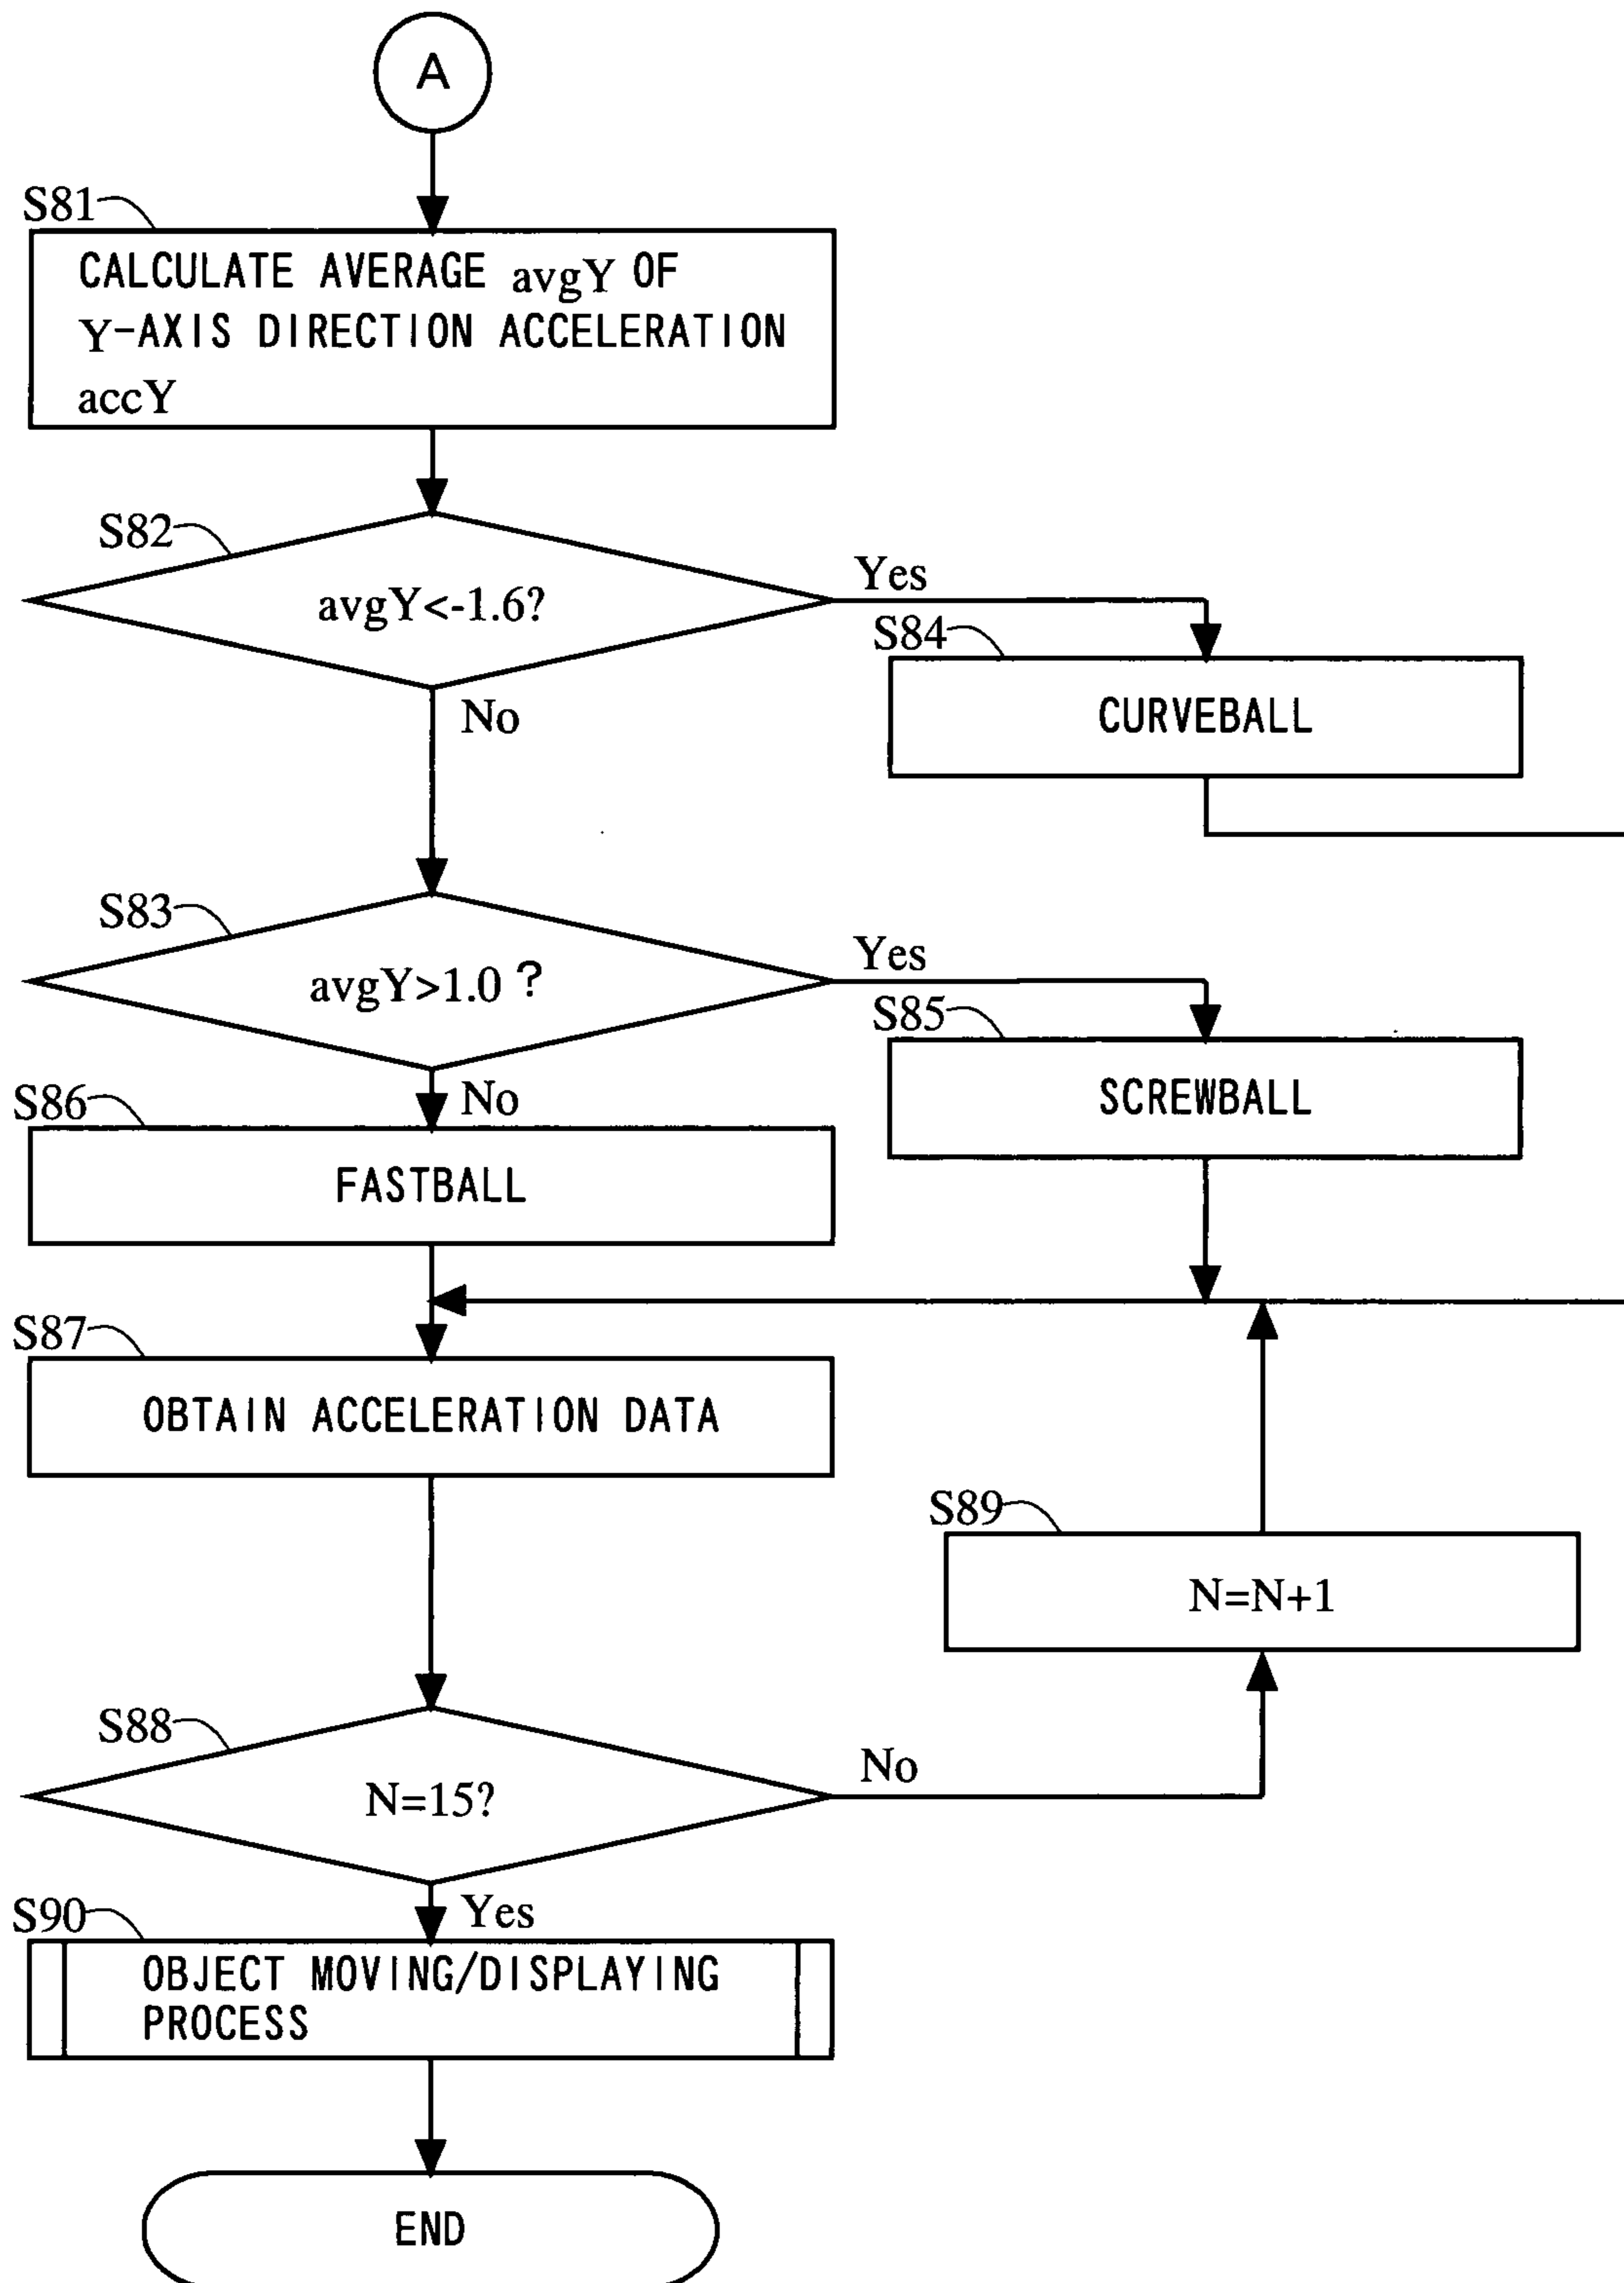 A
S81
CALCULATE AVERAGE avgY OF
Y-AXIS DIRECTION ACCELERATION
accY
S82
avgY<-1.6?
Yes
No
S84
CURVEBALL
S83
avgY>1.0?
Yes
No
S85
SCREWBALL
S86
FASTBALL
S87
OBTAIN ACCELERATION DATA
S89
N=N+1
S88
N=15?
No
Yes
S90
OBJECT MOVING/DISPLAYING
PROCESS
END